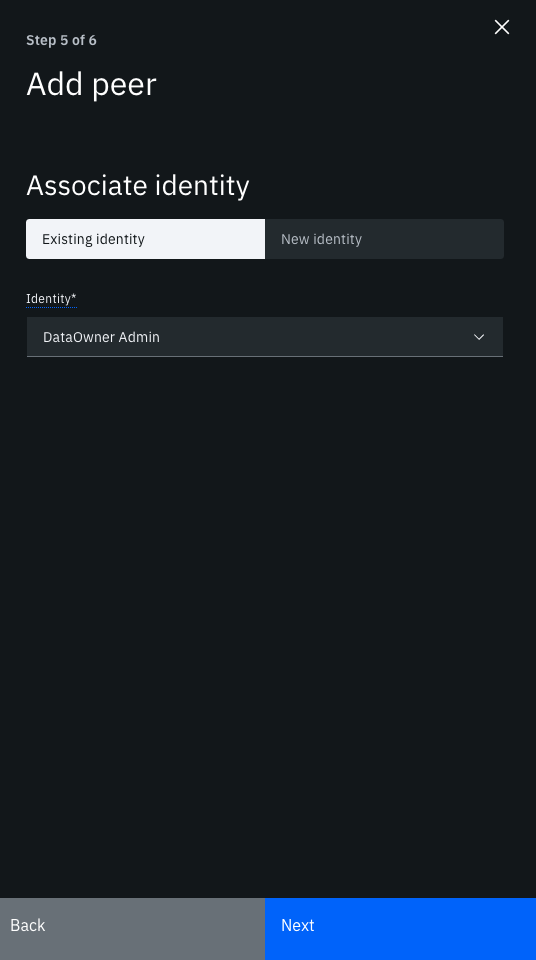 Step 5 of 6
Add peer
Associate identity
Existing identity
New identity
Identity*
DataOwner Admin
Back
Next